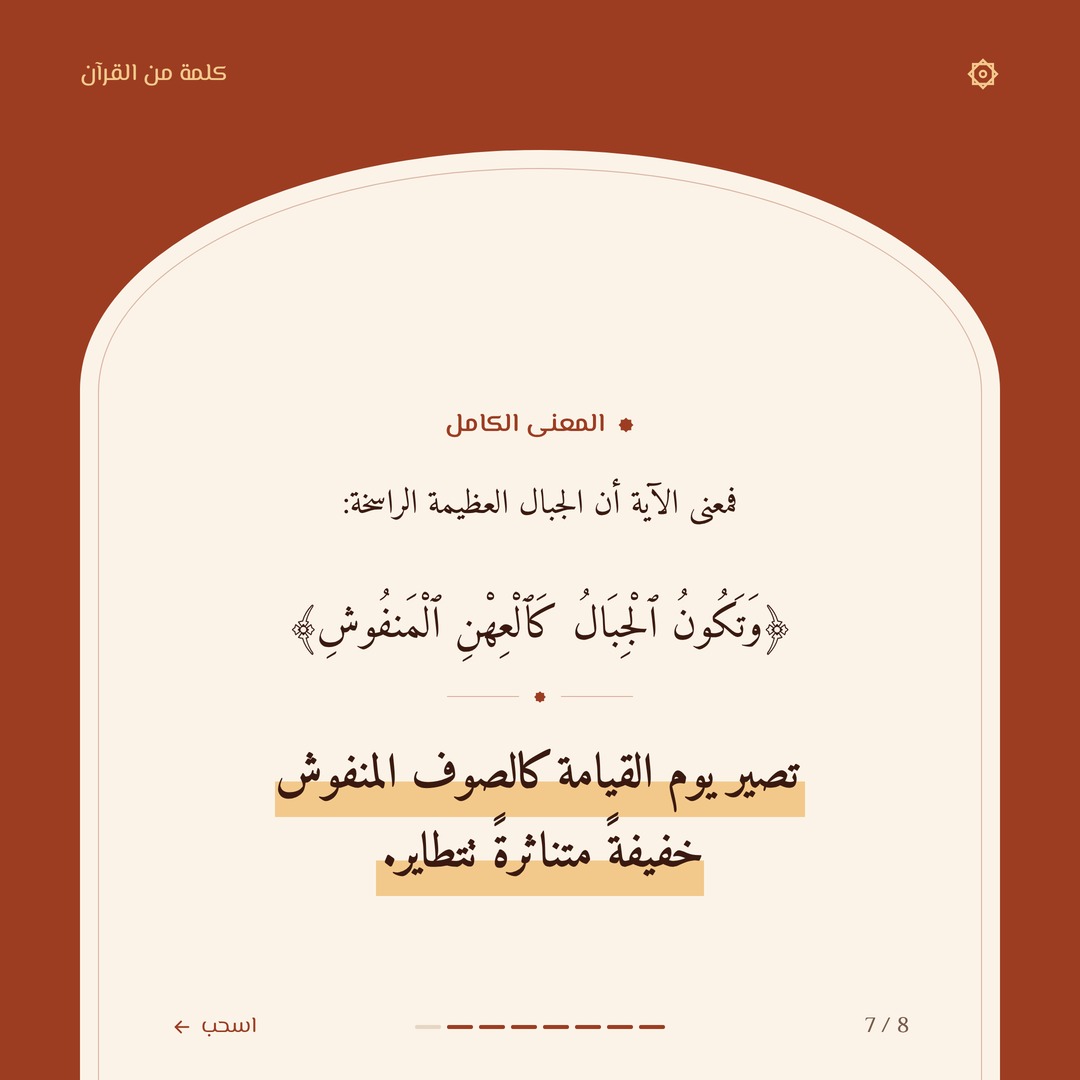 كلمة من القرآن
المعنى الكامل
فمعنى الآية أن الجبال العظيمة الراسخة:
﴿وَتَكُونُ ٱلْجِبَالُ كَٱلْعِهْنِ ٱلْمَنفُوشِ﴾
تصير يوم القيامة كالصوف المنفوش
خفيفةً متناثرةً تتطاير.
7 / 8
اسحب ←